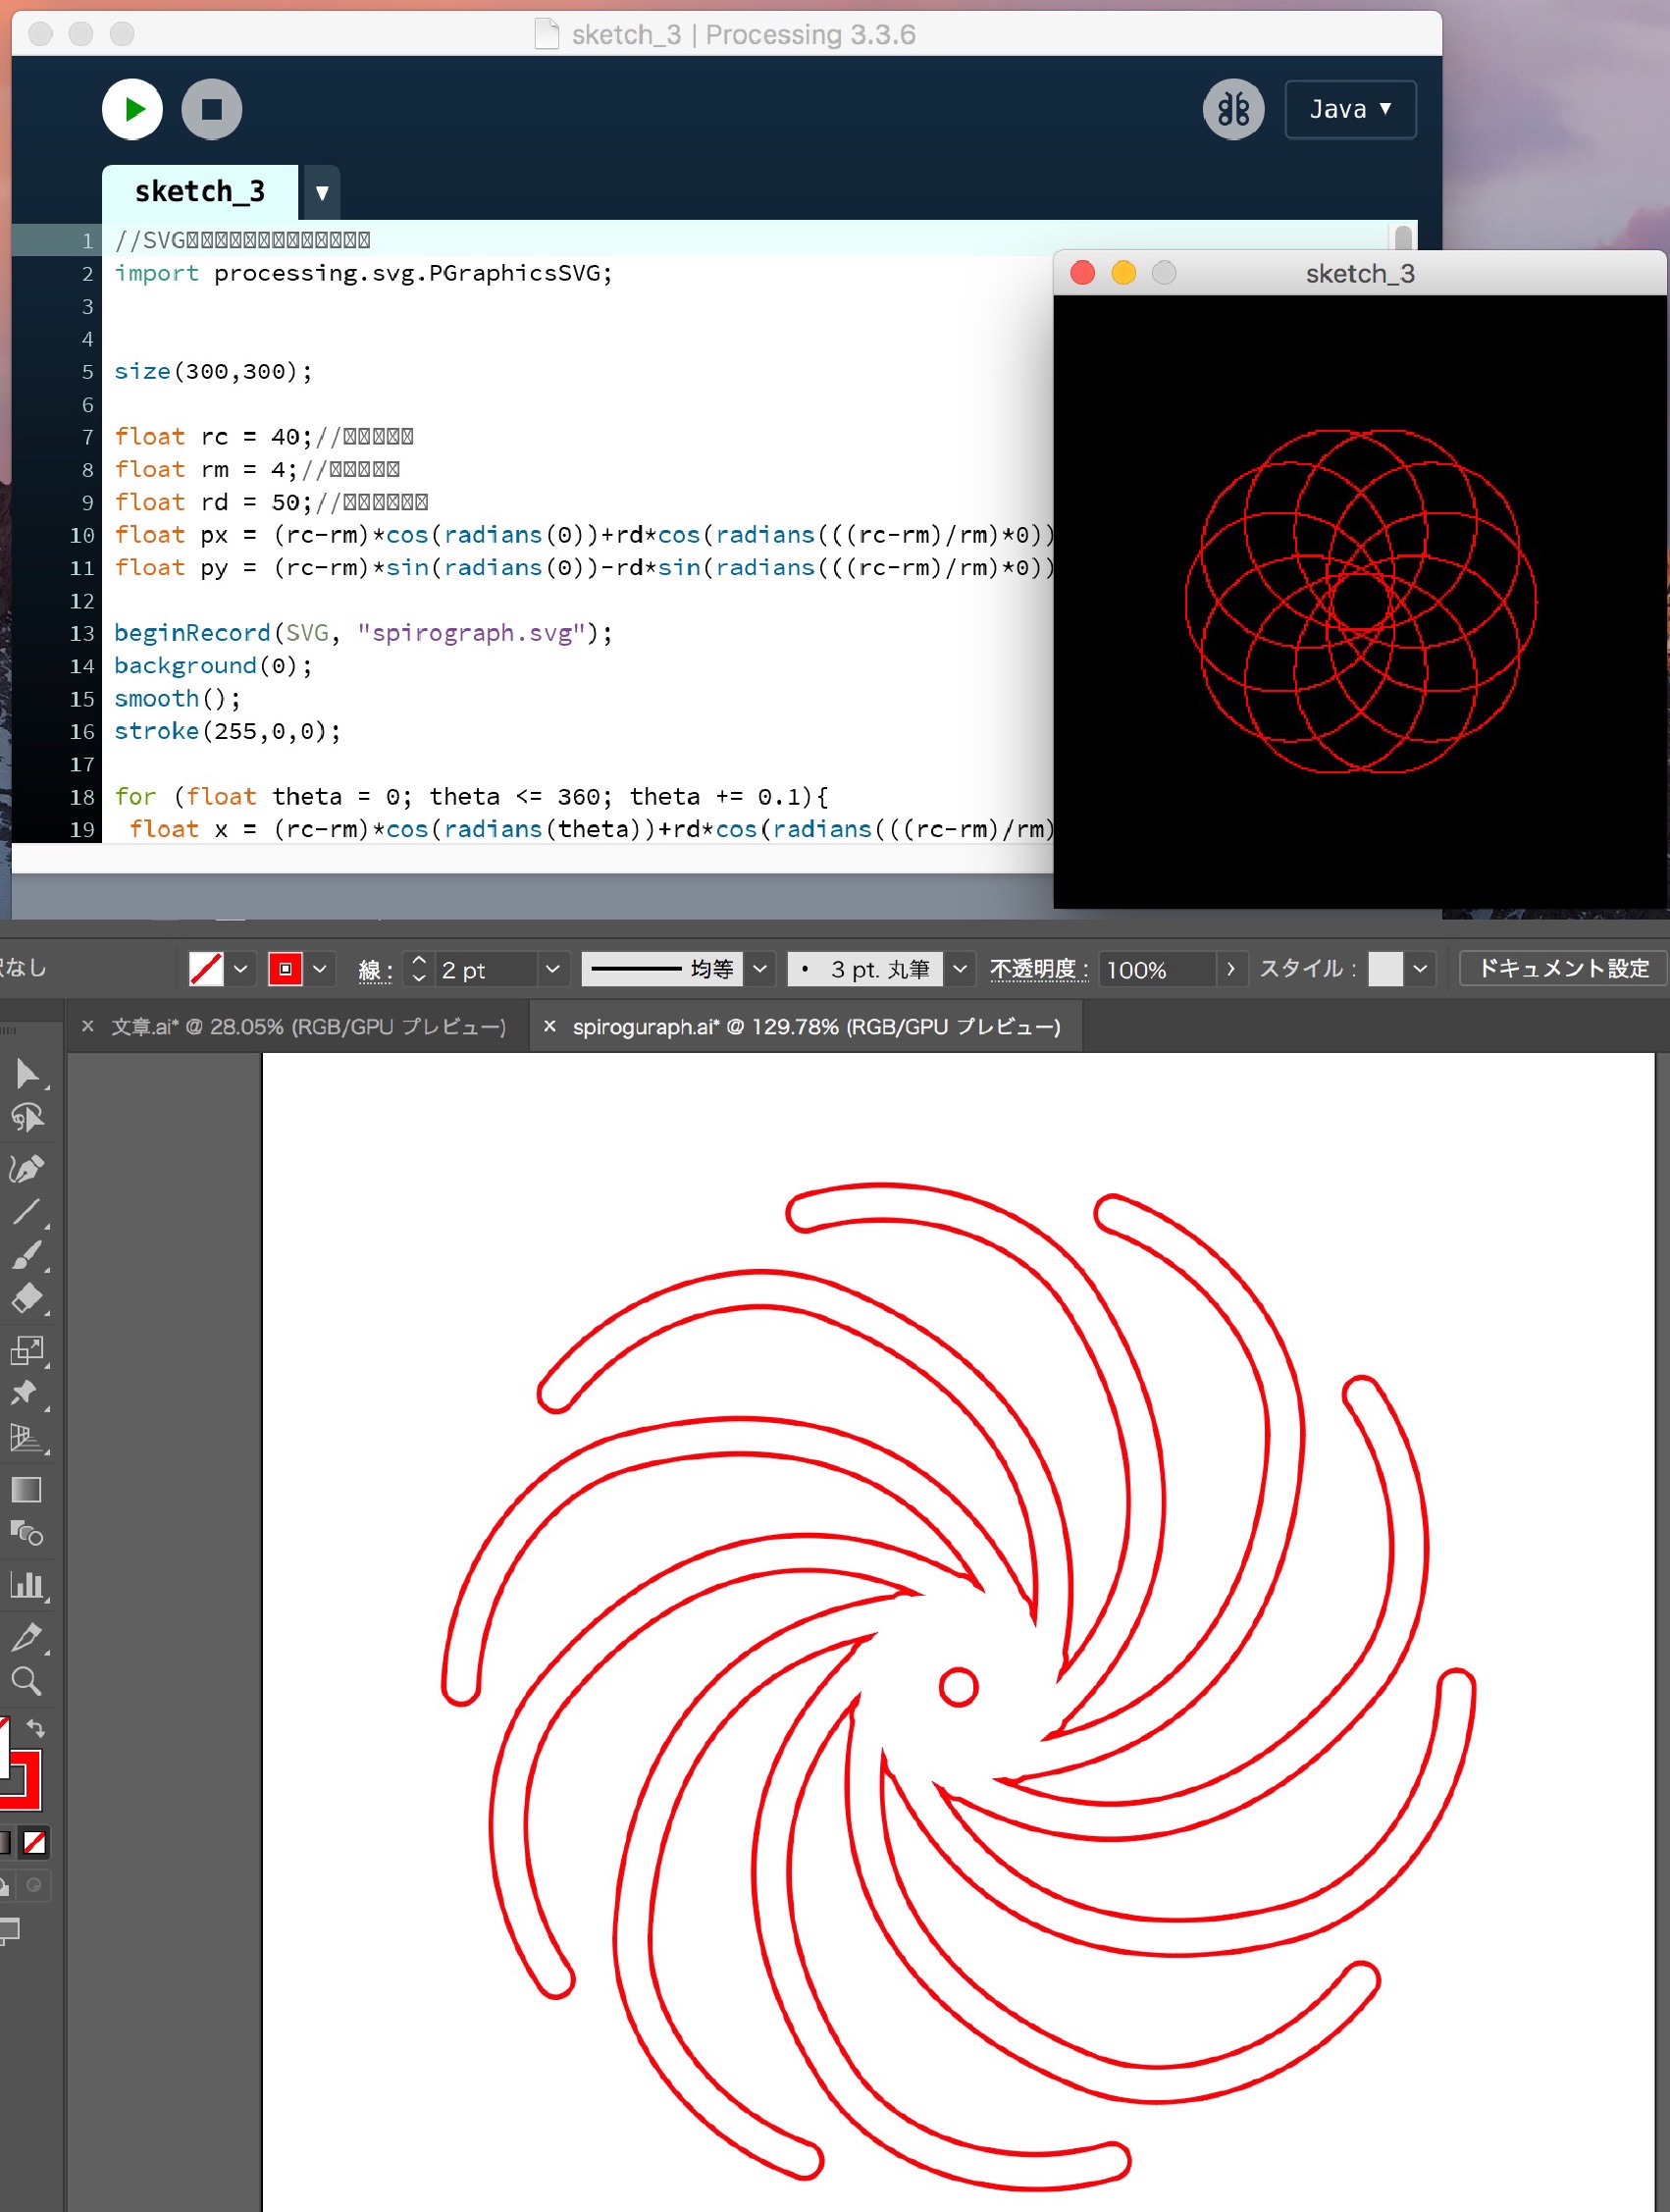 sketch_3 | Processing 3.3.6
Java ▼
sketch_3 ▼
1 //SVG
2 import processing.svg.PGraphicsSVG;
3
4
5 size(300,300);
6
7 float rc = 40;//
8 float rm = 4;//
9 float rd = 50;//
10 float px = (rc-rm)*cos(radians(0))+rd*cos(radians(((rc-rm)/rm)*0))
11 float py = (rc-rm)*sin(radians(0))-rd*sin(radians(((rc-rm)/rm)*0))
12
13 beginRecord(SVG, "spirograph.svg");
14 background(0);
15 smooth();
16 stroke(255,0,0);
17
18 for (float theta = 0; theta <= 360; theta += 0.1){
19 float x = (rc-rm)*cos(radians(theta))+rd*cos(radians(((rc-rm)/rm)
sketch_3
なし 線 : 2 pt 均等 • 3 pt. 丸筆 不透明度 : 100% スタイル : ドキュメント設定
× 文章.ai* @ 28.05% (RGB/GPU プレビュー) × spiroguraph.ai* @ 129.78% (RGB/GPU プレビュー)